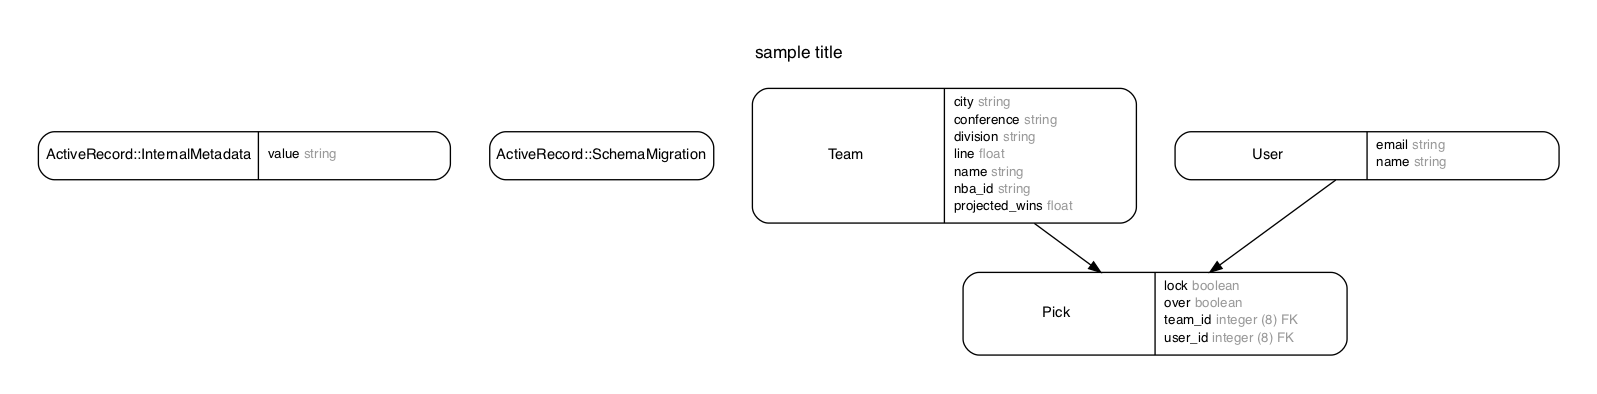 sample title
ActiveRecord::InternalMetadata
value string
ActiveRecord::SchemaMigration
Team
city string
conference string
division string
line float
name string
nba_id string
projected_wins float
User
email string
name string
Pick
lock boolean
over boolean
team_id integer (8) FK
user_id integer (8) FK